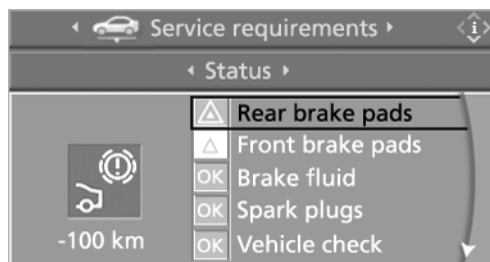 Service requirements
i
Status
Rear brake pads
Front brake pads
OK Brake fluid
OK Spark plugs
-100 km
OK Vehicle check